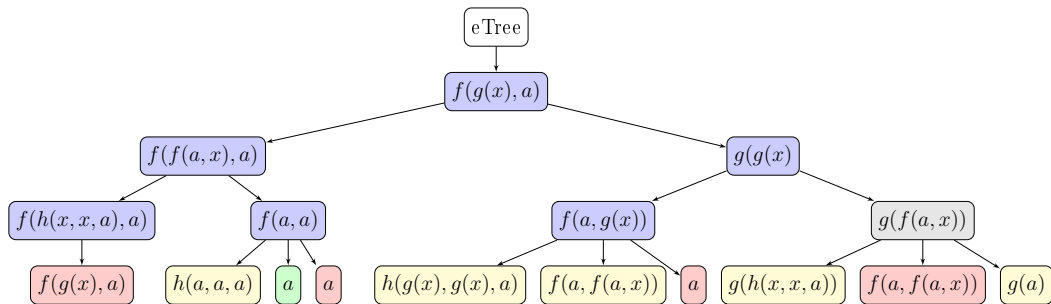 eTree
f(g(x), a)
f(f(a, x), a)
g(g(x)
f(h(x, x, a), a)
f(a, a)
f(a, g(x))
g(f(a, x))
f(g(x), a)
h(a, a, a)
a
a
h(g(x), g(x), a)
f(a, f(a, x))
a
g(h(x, x, a))
f(a, f(a, x))
g(a)